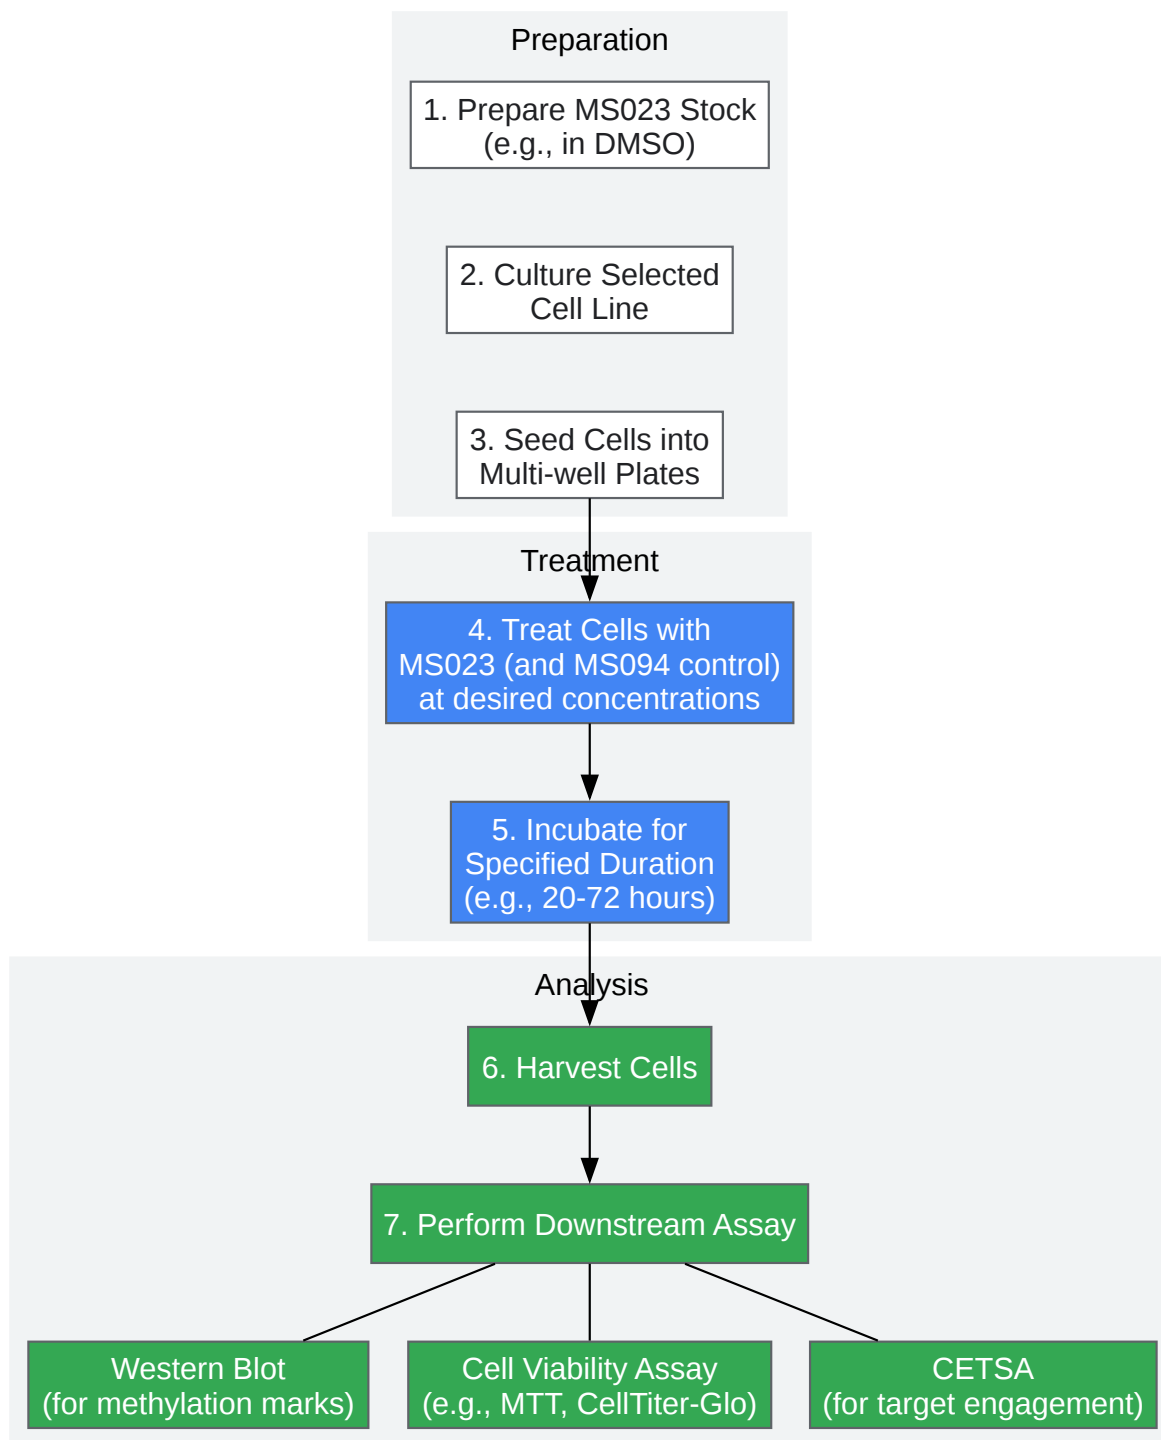 Preparation
1. Prepare MS023 Stock
(e.g., in DMSO)
2. Culture Selected
Cell Line
3. Seed Cells into
Multi-well Plates
Treatment
4. Treat Cells with
MS023 (and MS094 control)
at desired concentrations
5. Incubate for
Specified Duration
(e.g., 20-72 hours)
Analysis
6. Harvest Cells
7. Perform Downstream Assay
Western Blot
(for methylation marks)
Cell Viability Assay
(e.g., MTT, CellTiter-Glo)
CETSA
(for target engagement)